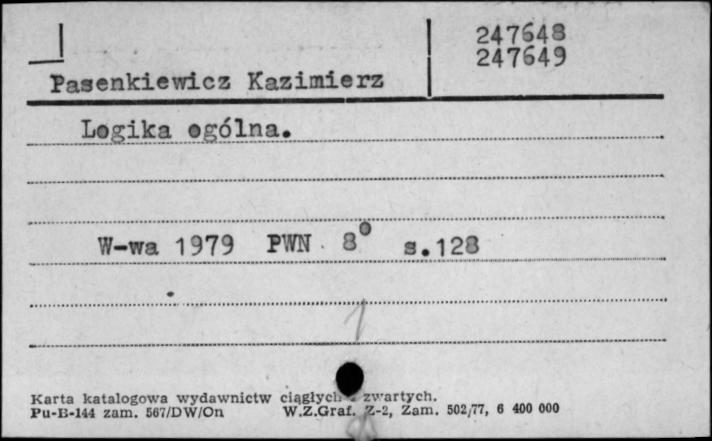 247648
247649
Pasenkiewicz Kazimierz
Logika ogólna.
W-wa 1979 PWN 8⁰ s.128
1
Karta katalogowa wydawnictw ciągłych zwartych.
Pu-B-144 zam. 567/DW/On W.Z.Graf. Z-2, Zam. 502/77, 6 400 000